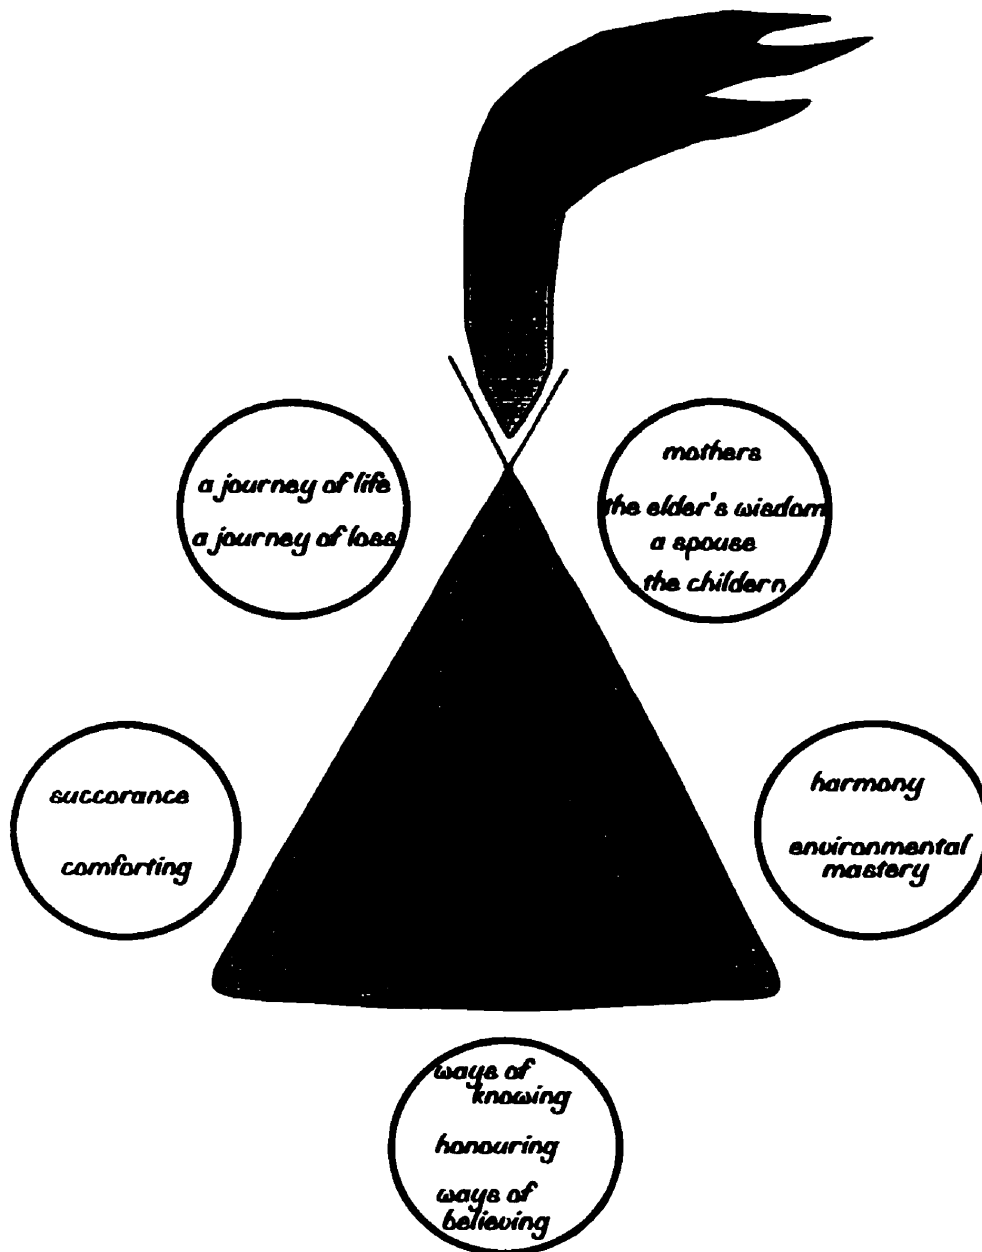 a journey of life
a journey of loss
mothers
the elder's wisdom
a spouse
the childern
succorance
comforting
harmony
environmental
mastery
ways of
knowing
honouring
ways of
believing